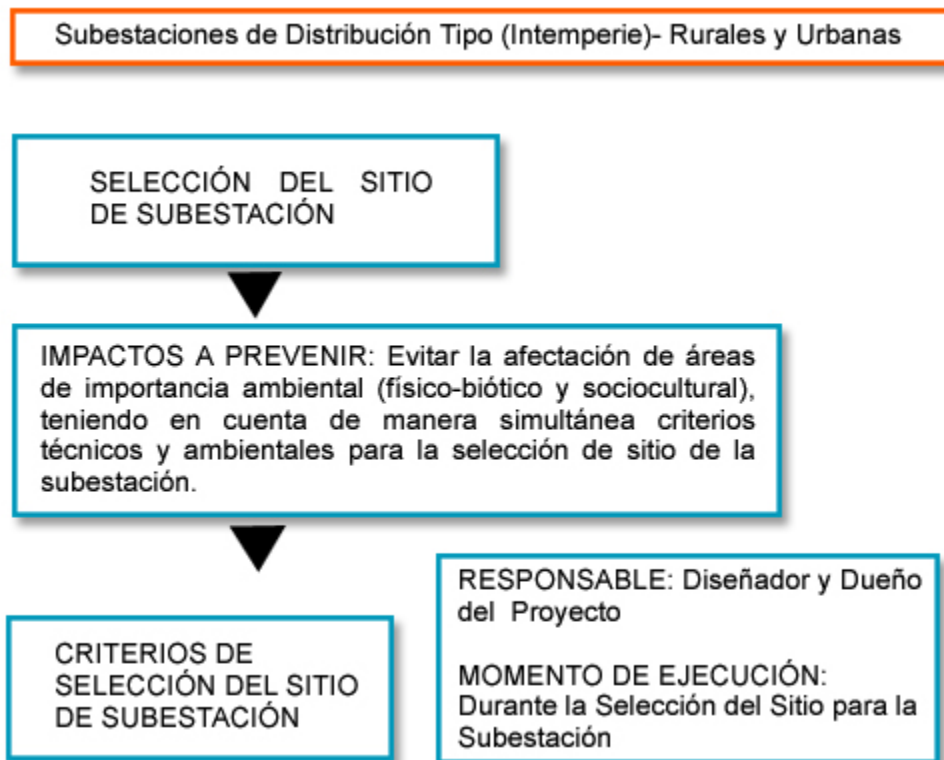 Subestaciones de Distribución Tipo (Intemperie)- Rurales y Urbanas
SELECCIÓN DEL SITIO
DE SUBESTACIÓN
IMPACTOS A PREVENIR: Evitar la afectación de áreas
de importancia ambiental (físico-biótico y sociocultural),
teniendo en cuenta de manera simultánea criterios
técnicos y ambientales para la selección de sitio de la
subestación.
CRITERIOS DE
SELECCIÓN DEL SITIO
DE SUBESTACIÓN
RESPONSABLE: Diseñador y Dueño
del Proyecto
MOMENTO DE EJECUCIÓN:
Durante la Selección del Sitio para la
Subestación